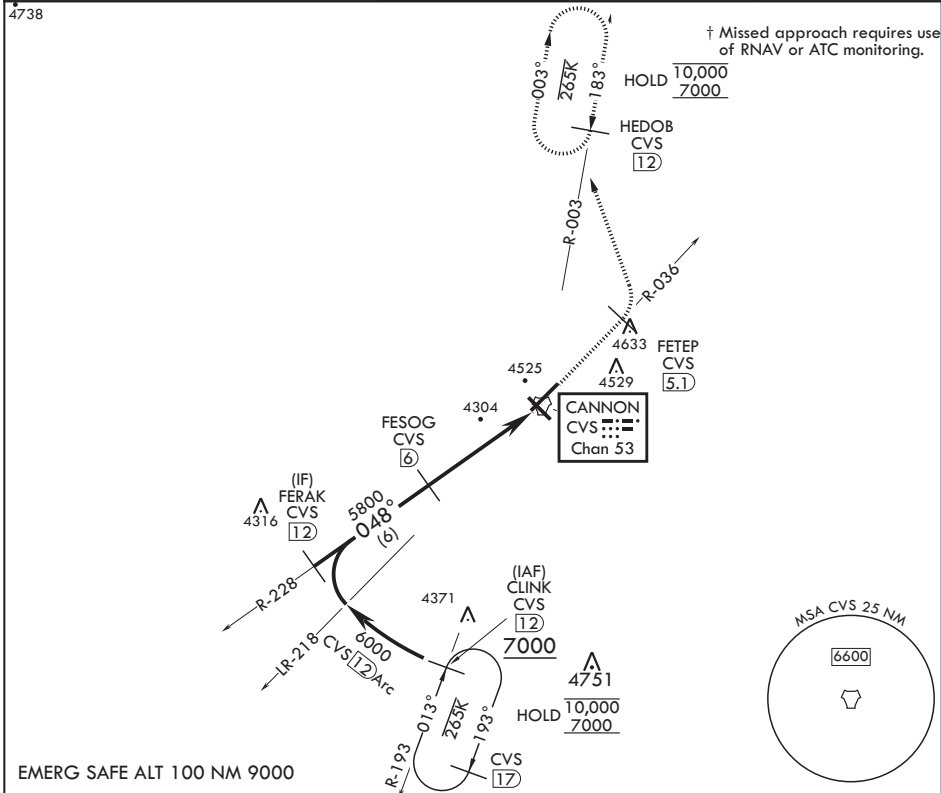 4738
† Missed approach requires use
of RNAV or ATC monitoring.
003°
265K
183°
HOLD
10,000
7000
HEDOB
CVS
12
R-003
R-036
4633
FETEP
CVS
5.1
4525
4529
4304
CANNON
CVS
Chan 53
FESOG
CVS
6
(IF)
FERAK
CVS
12
4316
5800
048°
(6)
R-228
LR-218
6000
CVS 12 Arc
4371
(IAF)
CLINK
CVS
12
7000
4751
HOLD
10,000
7000
013°
265K
193°
R-193
CVS
17
MSA CVS 25 NM
6600
EMERG SAFE ALT 100 NM 9000